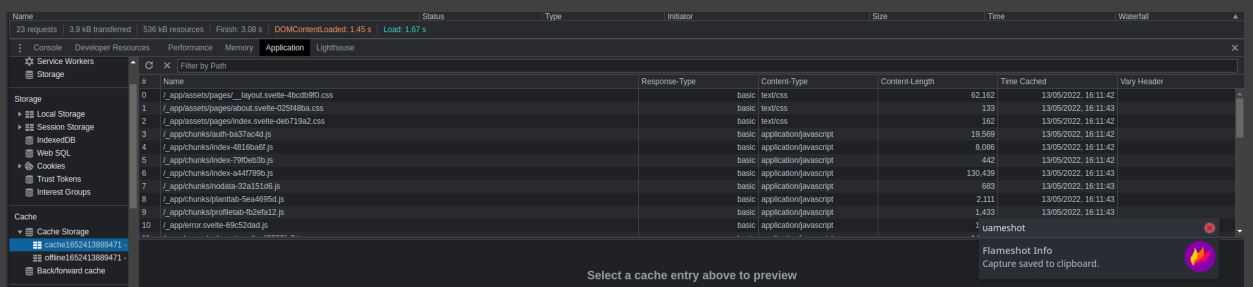 Name Status Type Initiator Size Time Waterfall
23 requests 3.9 kB transferred 536 kB resources Finish: 3.08 s DOMContentLoaded: 1.45 s Load: 1.67 s
Console Developer Resources Performance Memory Application Lighthouse
Service Workers
Storage
Storage
Local Storage
Session Storage
IndexedDB
Web SQL
Cookies
Trust Tokens
Interest Groups
Cache
Cache Storage
cache1652413889471 -
offline1652413889471 -
Back/forward cache
Filter by Path
# Name Response-Type Content-Type Content-Length Time Cached Vary Header
0 /_app/assets/pages/__layout.svelte-4bcdb9f0.css basic text/css 62,162 13/05/2022, 16:11:42
1 /_app/assets/pages/about.svelte-025f48ba.css basic text/css 133 13/05/2022, 16:11:43
2 /_app/assets/pages/index.svelte-deb719a2.css basic text/css 162 13/05/2022, 16:11:42
3 /_app/chunks/auth-ba37ac4d.js basic application/javascript 19,569 13/05/2022, 16:11:42
4 /_app/chunks/index-4816ba6f.js basic application/javascript 8,086 13/05/2022, 16:11:42
5 /_app/chunks/index-79f0eb3b.js basic application/javascript 442 13/05/2022, 16:11:43
6 /_app/chunks/index-a44f789b.js basic application/javascript 130,439 13/05/2022, 16:11:43
7 /_app/chunks/nodata-32a151d6.js basic application/javascript 683 13/05/2022, 16:11:43
8 /_app/chunks/planttab-5ea4695d.js basic application/javascript 2,111 13/05/2022, 16:11:43
9 /_app/chunks/profiletab-fb2efa12.js basic application/javascript 1,433 13/05/2022, 16:11:43
10 /_app/error.svelte-69c52dad.js basic application/javascript
Select a cache entry above to preview
uameshot
Flameshot Info
Capture saved to clipboard.